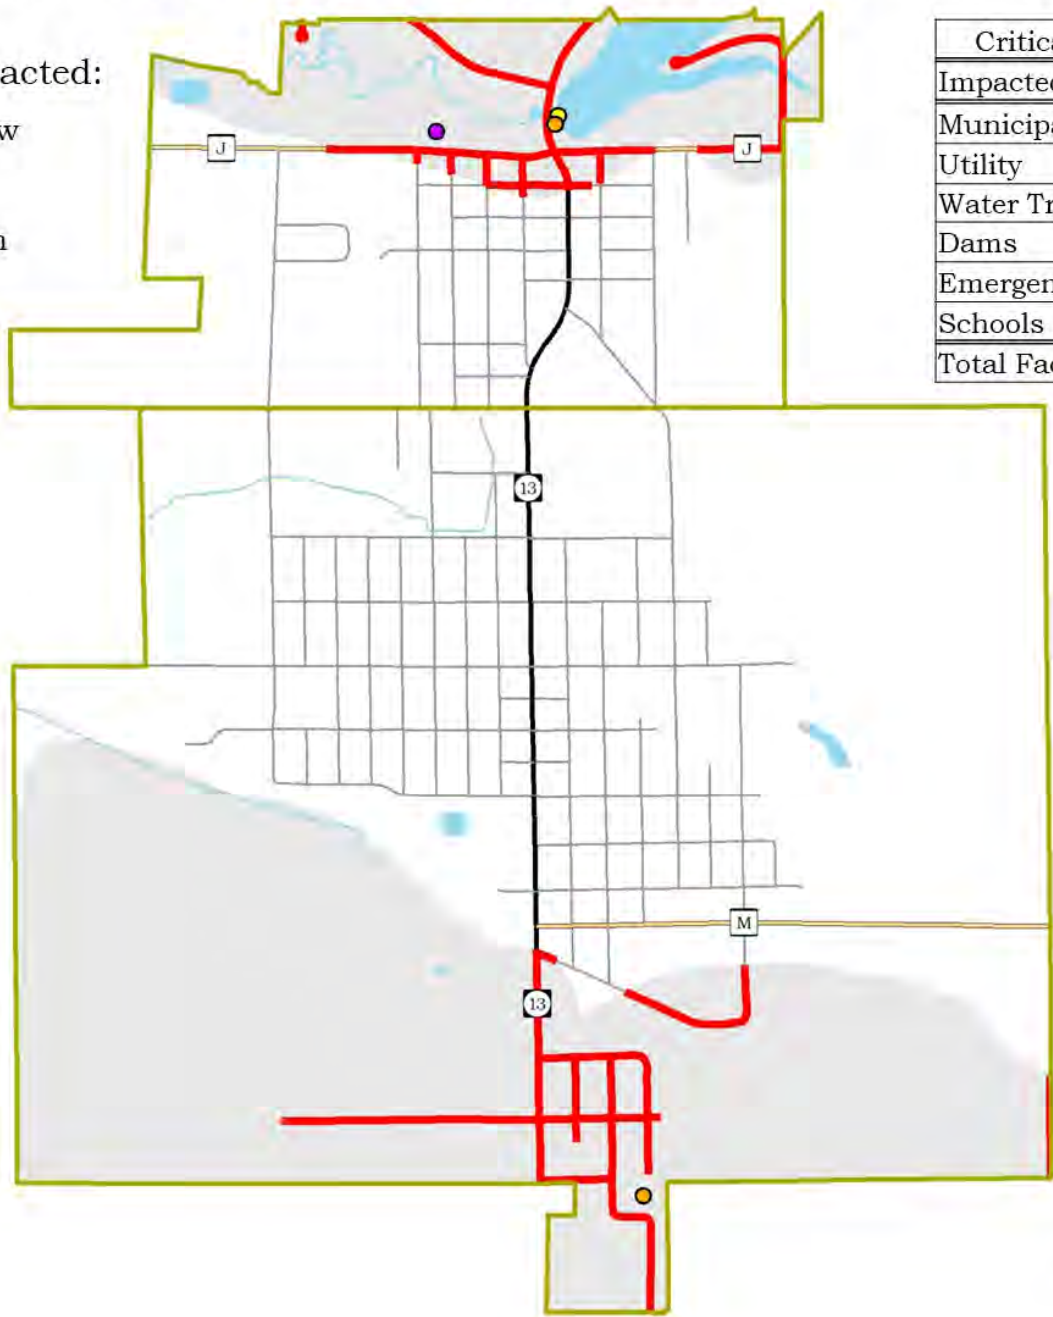 acted:
w
n
Critica
Impacted
Municipa
Utility
Water Tr
Dams
Emergen
Schools
Total Fac
J
J
13
M
13